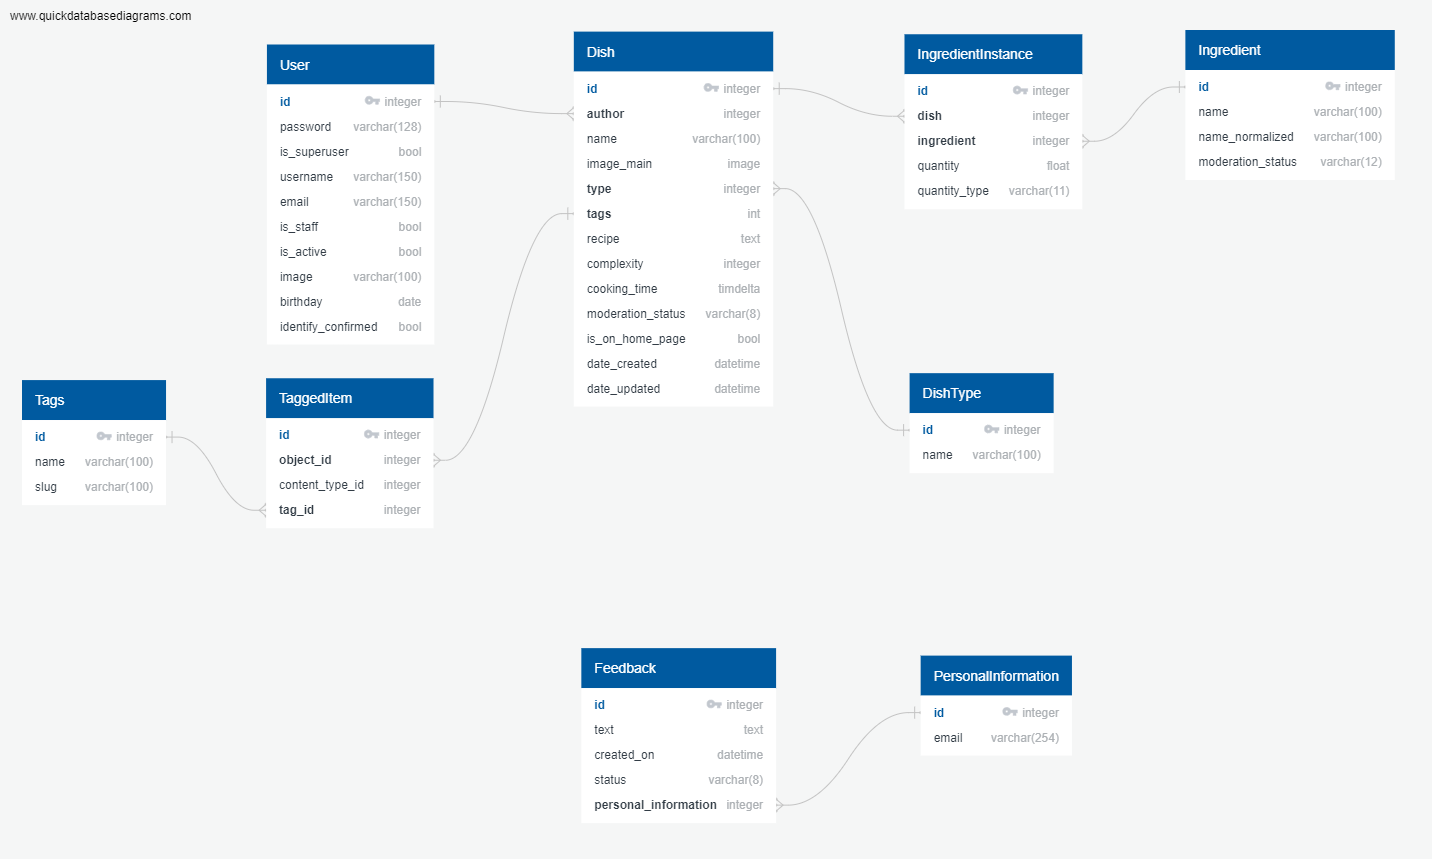 www.quickdatabasediagrams.com
User
id integer
password varchar(128)
is_superuser bool
username varchar(150)
email varchar(150)
is_staff bool
is_active bool
image varchar(100)
birthday date
identify_confirmed bool
Dish
id integer
author integer
name varchar(100)
image_main image
type integer
tags int
recipe text
complexity integer
cooking_time timdelta
moderation_status varchar(8)
is_on_home_page bool
date_created datetime
date_updated datetime
IngredientInstance
id integer
dish integer
ingredient integer
quantity float
quantity_type varchar(11)
Ingredient
id integer
name varchar(100)
name_normalized varchar(100)
moderation_status varchar(12)
Tags
id integer
name varchar(100)
slug varchar(100)
TaggedItem
id integer
object_id integer
content_type_id integer
tag_id integer
DishType
id integer
name varchar(100)
Feedback
id integer
text text
created_on datetime
status varchar(8)
personal_information integer
PersonalInformation
id integer
email varchar(254)